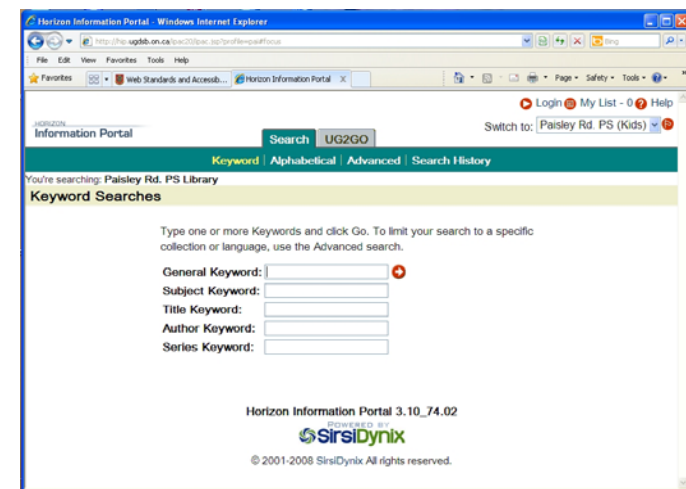 Horizon Information Portal - Windows Internet Explorer
http://hip.ugdsb.on.ca/ipac20/ipac.jsp?profile=pai#focus
Bing
File Edit View Favorites Tools Help
Favorites Web Standards and Accessb... Horizon Information Portal X Page Safety Tools
Login My List - 0 Help
HORIZON
Information Portal
Switch to: Paisley Rd. PS (Kids)
Search UG2GO
Keyword | Alphabetical | Advanced | Search History
You're searching: Paisley Rd. PS Library
Keyword Searches
Type one or more Keywords and click Go. To limit your search to a specific
collection or language, use the Advanced search.
General Keyword:
Subject Keyword:
Title Keyword:
Author Keyword:
Series Keyword:
Horizon Information Portal 3.10_74.02
POWERED BY
SirsiDynix
© 2001-2008 SirsiDynix All rights reserved.